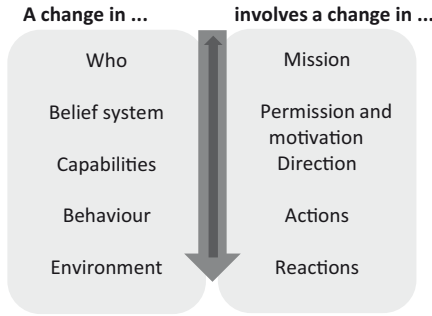 A change in ...
involves a change in ...
Who
Mission
Belief system
Permission and
motivation
Capabilities
Direction
Behaviour
Actions
Environment
Reactions